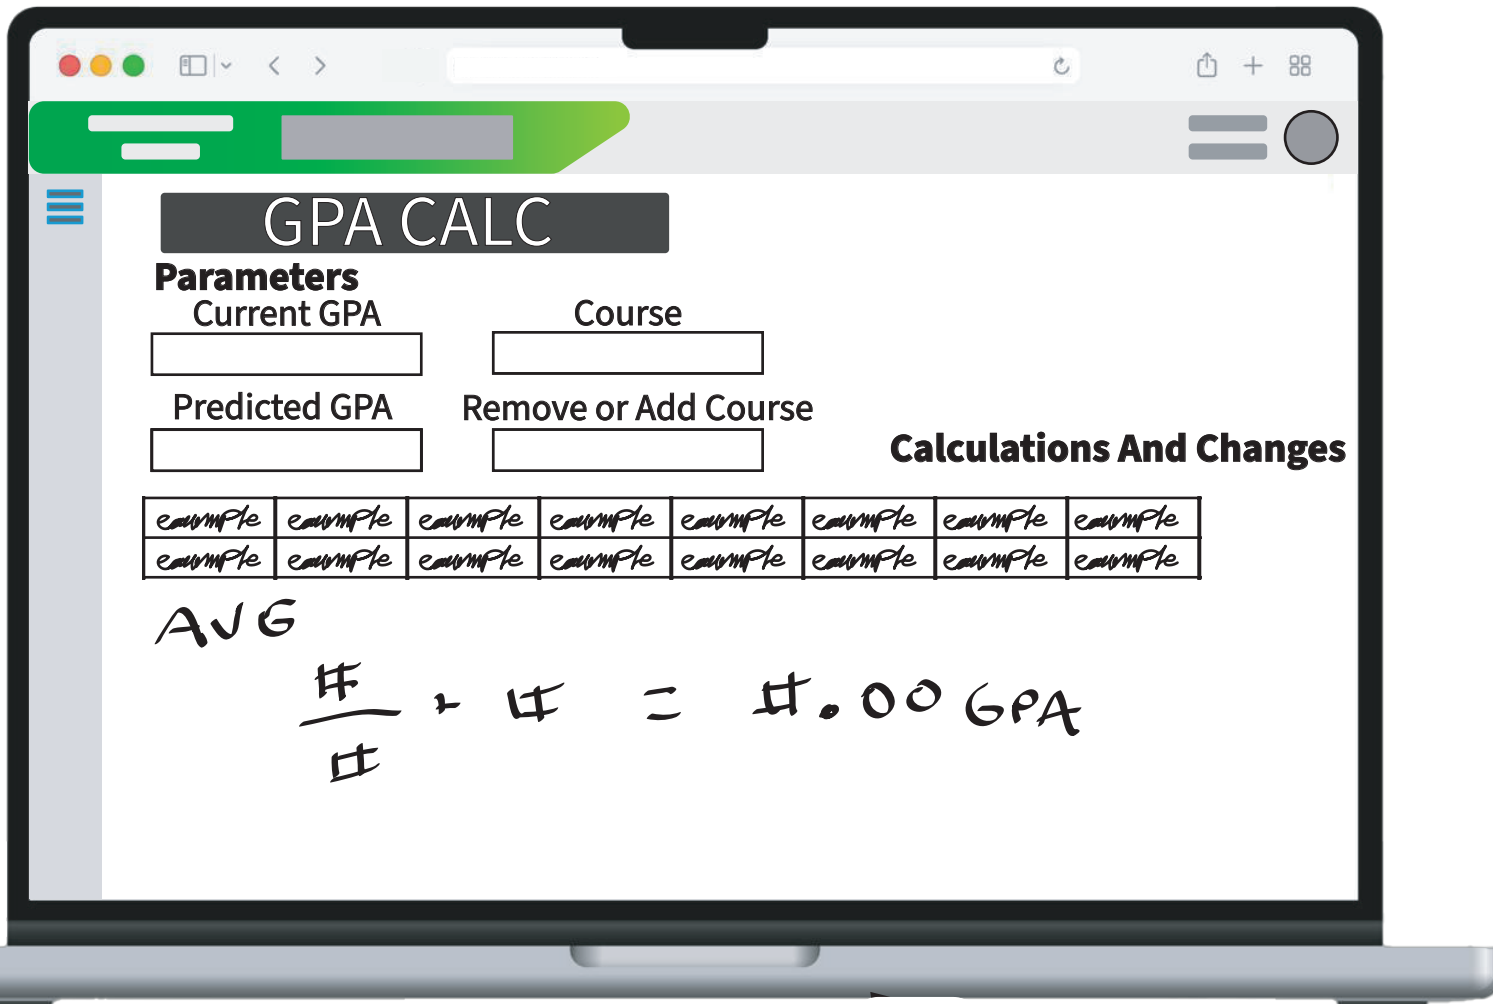 GPA CALC
Parameters
Current GPA Course
Predicted GPA Remove or Add Course
Calculations And Changes
example example example example example example example example
example example example example example example example example
AVG
#
+ # = #.00 GPA
#